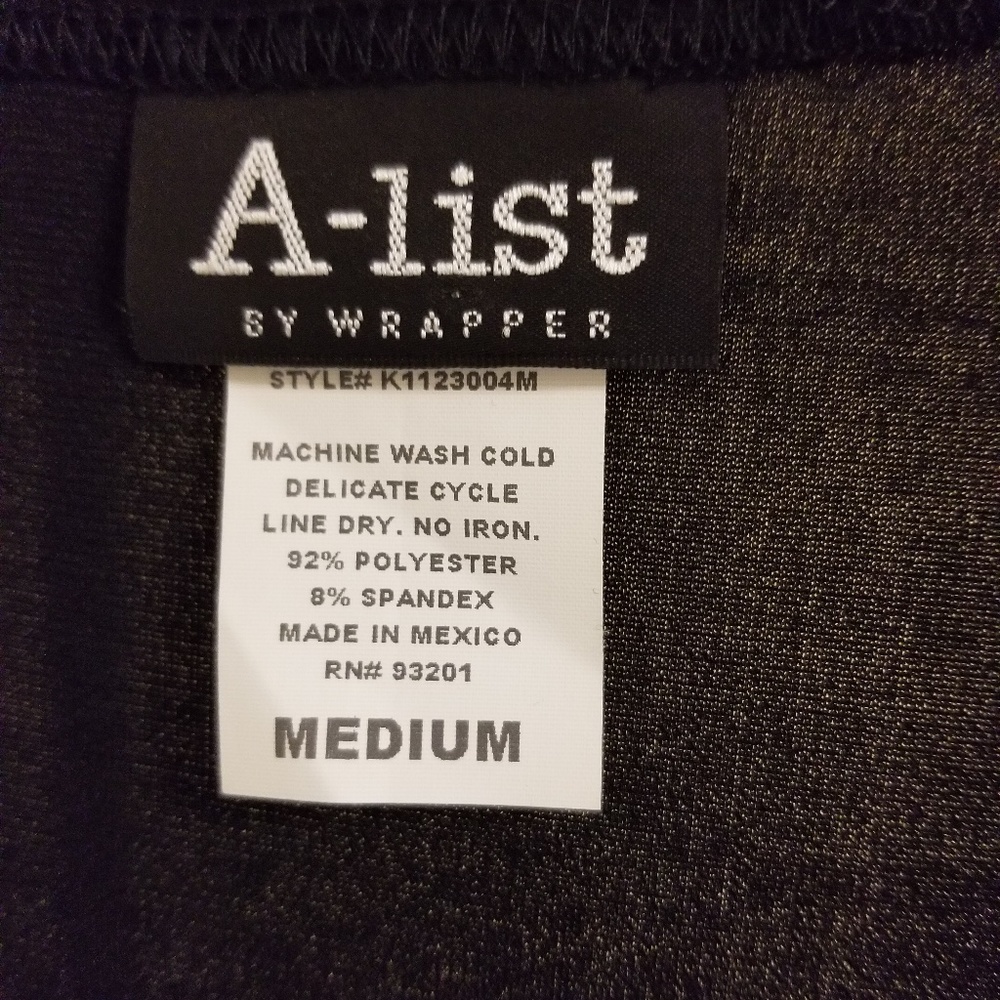 A-list
BY WRAPPER
STYLE# K1123004M
MACHINE WASH COLD
DELICATE CYCLE
LINE DRY. NO IRON.
92% POLYESTER
8% SPANDEX
MADE IN MEXICO
RN# 93201
MEDIUM